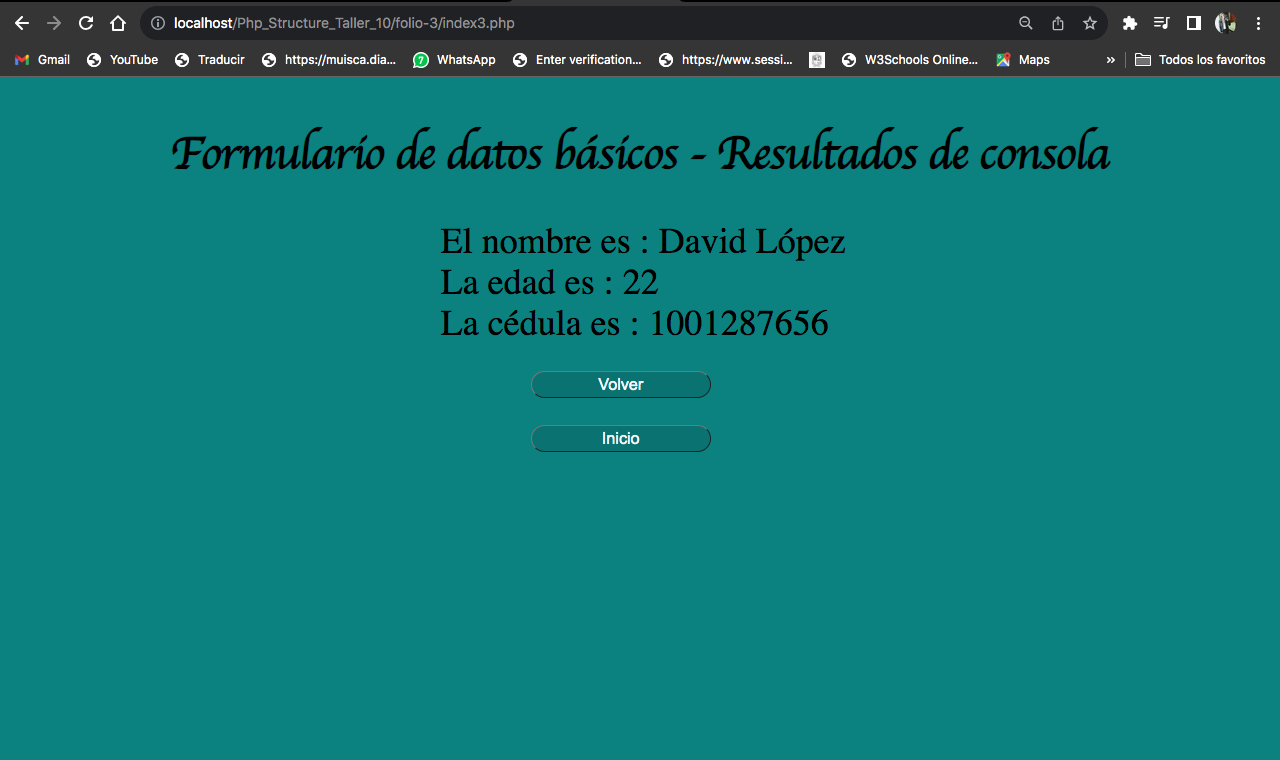 localhost/Php_Structure_Taller_10/folio-3/index3.php
Gmail YouTube Traducir https://muisca.dia... 7 WhatsApp Enter verification... https://www.sessi... W3Schools Online... Maps » Todos los favoritos
Formulario de datos básicos - Resultados de consola
El nombre es : David López
La edad es : 22
La cédula es : 1001287656
Volver
Inicio